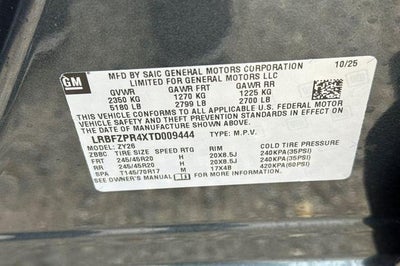 GM
MFD BY SAIC GENERAL MOTORS CORPORATION 10/25
LIMITED FOR GENERAL MOTORS LLC
GVWR GAWR FRT GAWR RR
2350 KG 1270 KG 1225 KG
5180 LB 2799 LB 2700 LB
THIS VEHICLE CONFORMS TO ALL APPLICABLE U.S. FEDERAL MOTOR
VEHICLE SAFETY
STANDARDS IN EFFECT ON THE DATE OF MANUFACTURE SHOWN ABOVE.
LRBFZPR4XTD009444 TYPE: M.P.V.
MODEL: ZY26
ZBBC TIRE SIZE SPEED RTG RIM COLD TIRE PRESSURE
FRT 245/45R20 H 20X8.5J 240KPA(35PSI)
RR 245/45R20 H 20X8.5J 240KPA(35PSI)
SPA T145/70R17 M 17X4B 420KPA(60PSI)
SEE OWNER'S MANUAL FOR MORE INFORMATION.